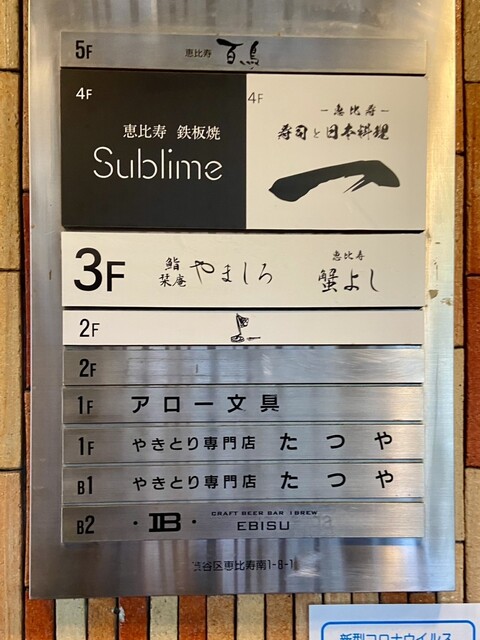 5F 恵比寿 百鳥
4F
恵比寿 鉄板焼
Sublime
4F
－恵比寿－
寿司と日本料理
一
3F 鮨 栞庵 やましろ 恵比寿 蟹よし
2F
2F
1F アロー文具
1F やきとり専門店 たつや
B1 やきとり専門店 たつや
B2 ・IB・ CRAFT BEER BAR IBREW
EBISU
渋谷区恵比寿南1-8-1
新型コロナウイルス